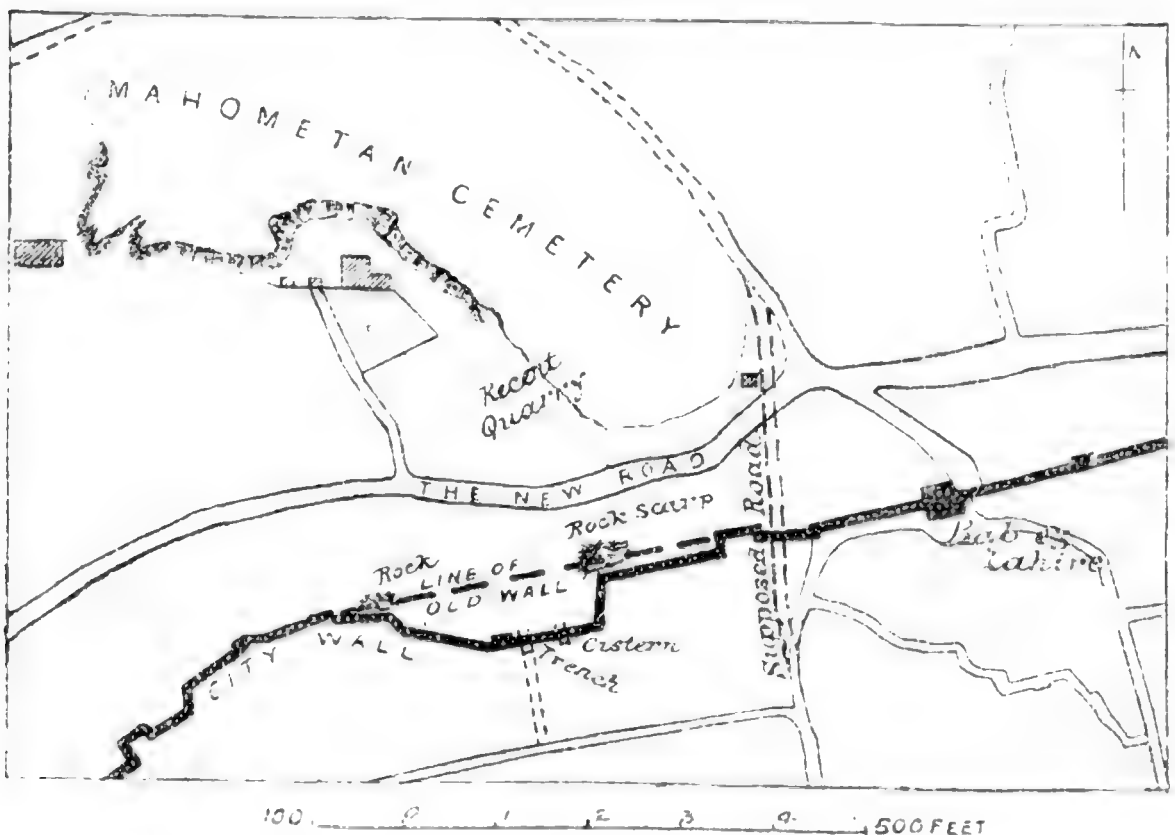 N
MAHOMETAN CEMETERY
Recent
Quarry
THE NEW ROAD
Rock scarp
Supposed Road
Rock
LINE OF
OLD WALL
Bab ez
Zahire
CITY WALL
Cistern
Trench
100 0 1 2 3 4 500 FEET